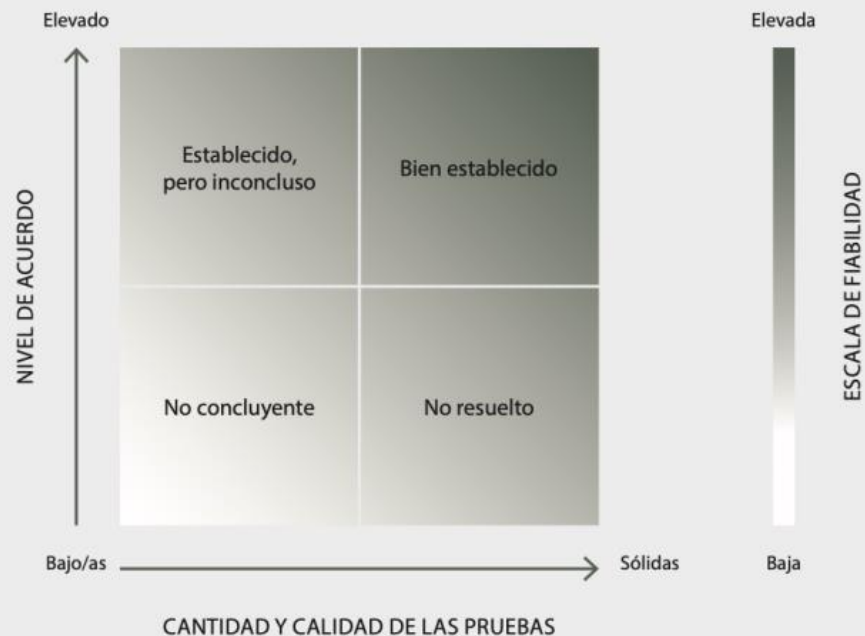 Elevado
Elevada
Establecido,
pero inconcluso
Bien establecido
NIVEL DE ACUERDO
ESCALA DE FIABILIDAD
No concluyente
No resuelto
Bajo/as
Sólidas
Baja
CANTIDAD Y CALIDAD DE LAS PRUEBAS